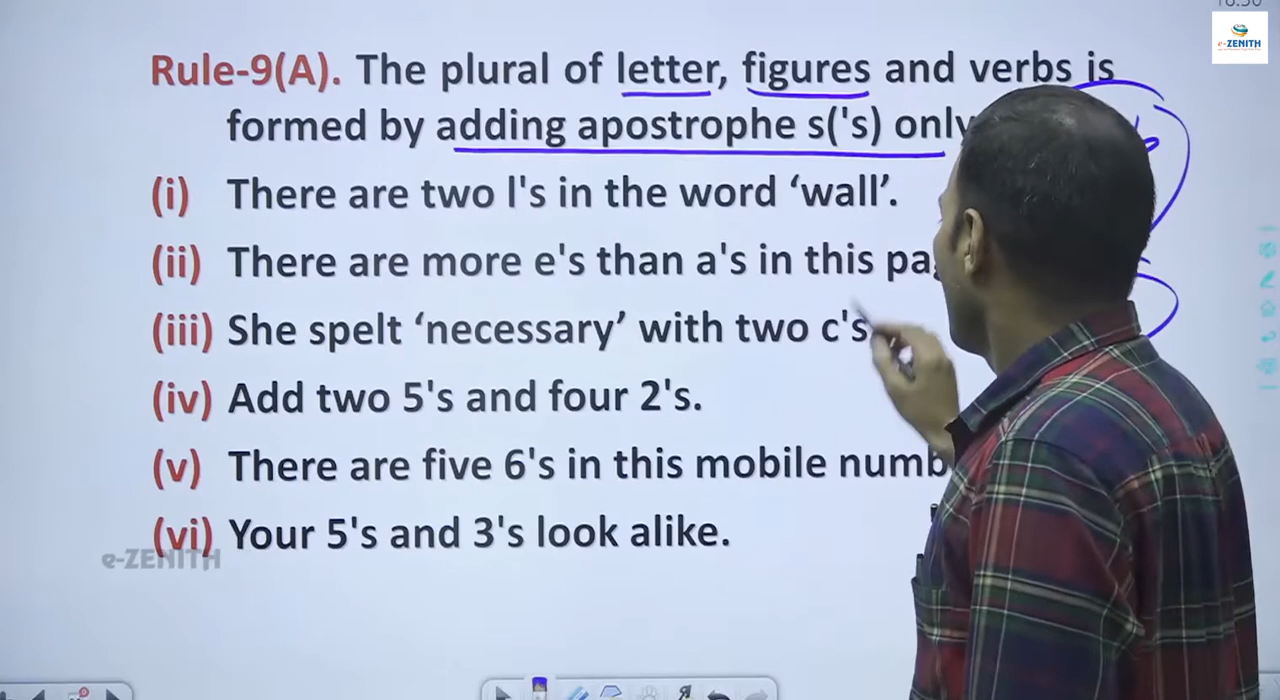 e-ZENITH
Rule-9(A). The plural of letter, figures and verbs is
formed by adding apostrophe s('s) only
(i) There are two l's in the word ‘wall’.
(ii) There are more e's than a's in this
(iii) She spelt ‘necessary’ with two c's
(iv) Add two 5's and four 2's.
(v) There are five 6's in this mobile
(vi) Your 5's and 3's look alike.
e-ZENITH